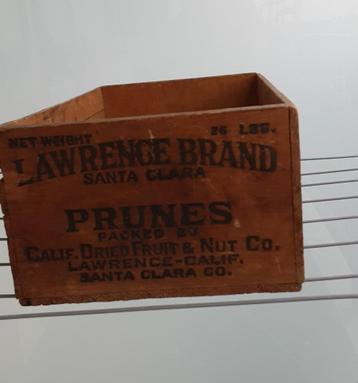 NET WEIGHT 26 LBS.
LAWRENCE BRAND
SANTA CLARA
PRUNES
PACKED BY
CALIF. DRIED FRUIT & NUT CO.
LAWRENCE-CALIF.
SANTA CLARA CO.